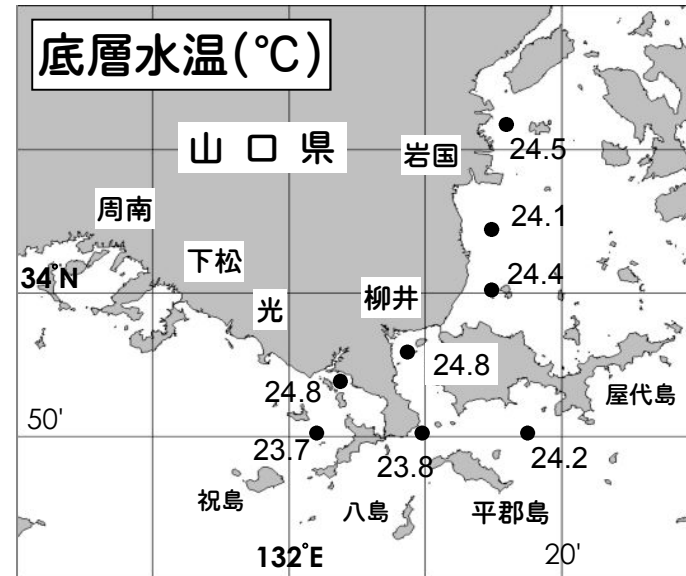 底層水温(℃)
山口県
岩国
24.5
周南
24.1
下松
34°N
24.4
光
柳井
24.8
24.8
屋代島
50'
23.7
23.8
24.2
祝島
八島
平郡島
132°E
20'